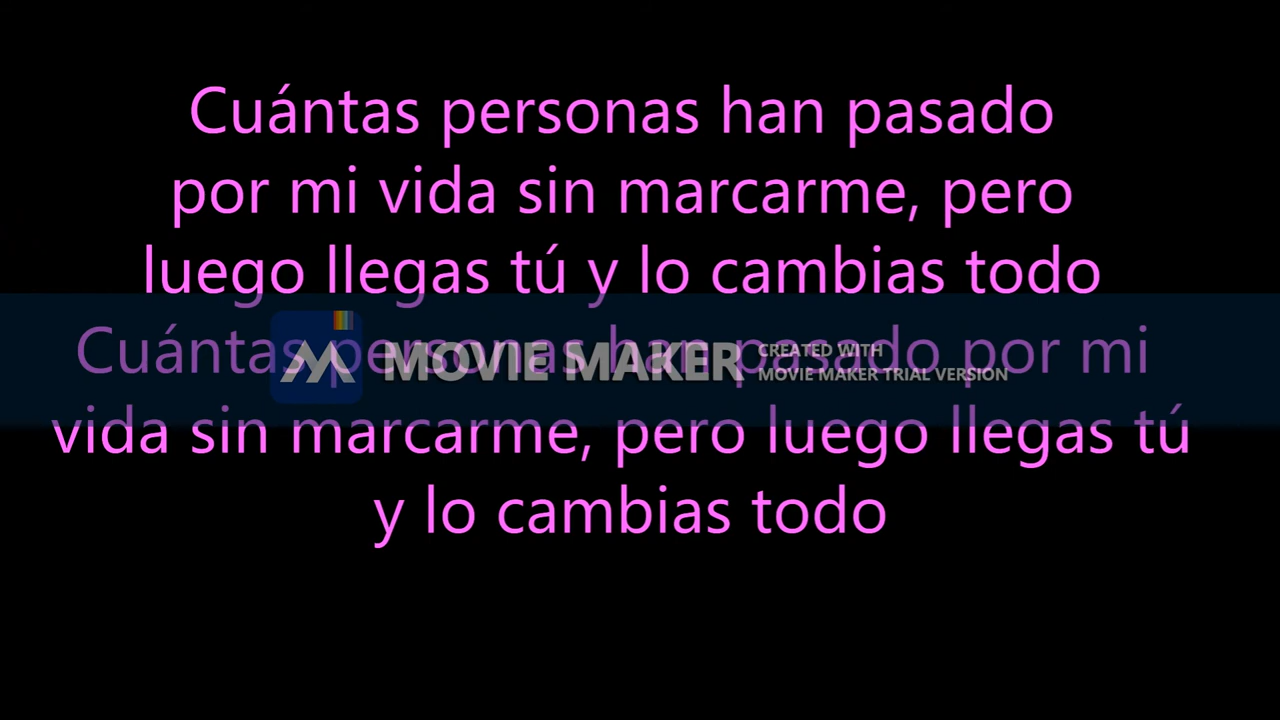 Cuántas personas han pasado
por mi vida sin marcarme, pero
luego llegas tú y lo cambias todo
Cuántas personas han pasado por mi
MOVIE MAKER
CREATED WITH
MOVIE MAKER TRIAL VERSION
vida sin marcarme, pero luego llegas tú
y lo cambias todo